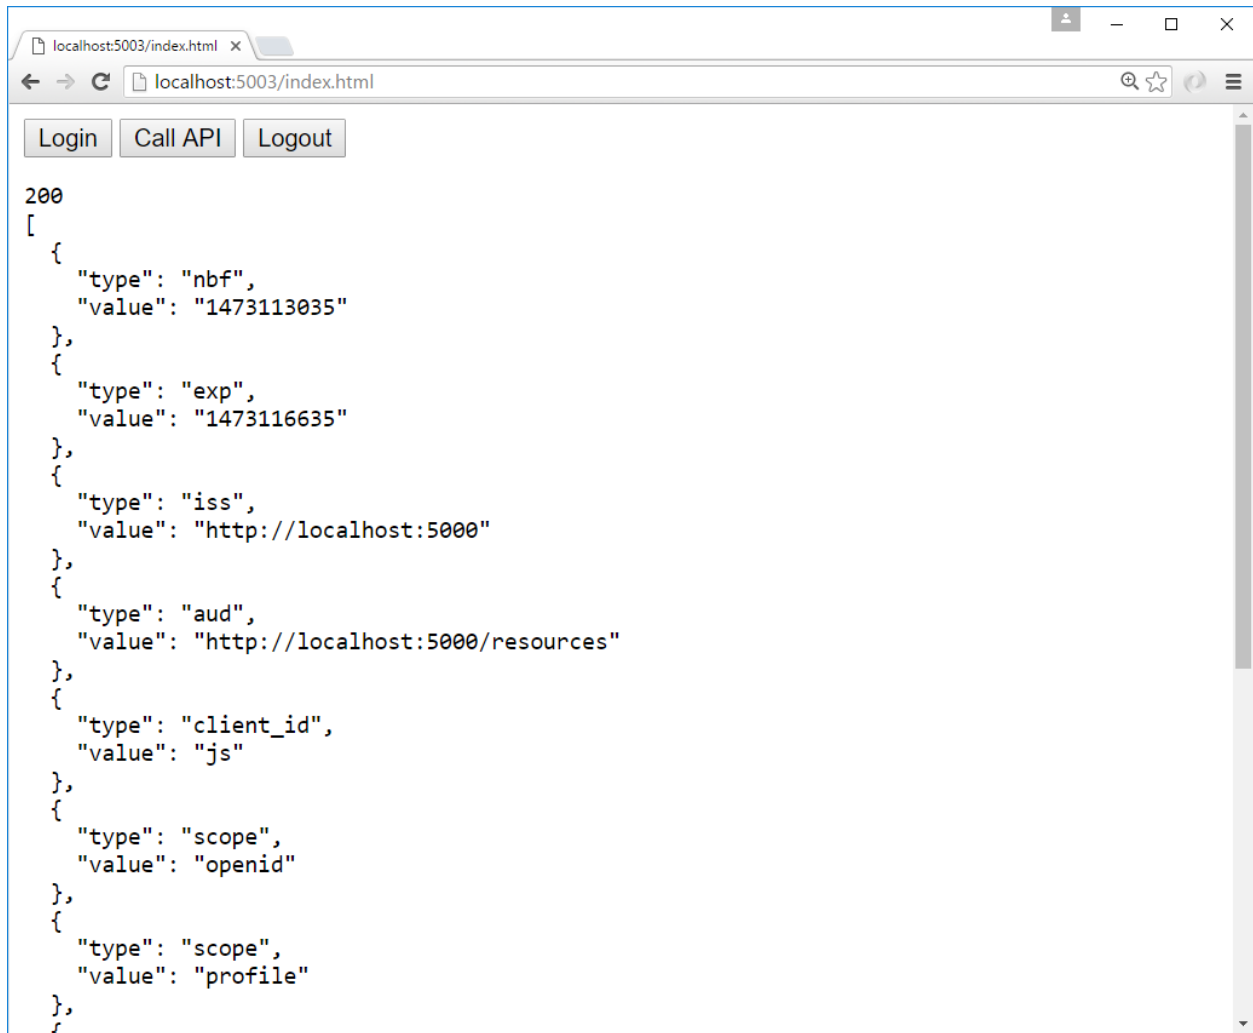 localhost:5003/index.html
localhost:5003/index.html
Login Call API Logout
200
[
  {
    "type": "nbf",
    "value": "1473113035"
  },
  {
    "type": "exp",
    "value": "1473116635"
  },
  {
    "type": "iss",
    "value": "http://localhost:5000"
  },
  {
    "type": "aud",
    "value": "http://localhost:5000/resources"
  },
  {
    "type": "client_id",
    "value": "js"
  },
  {
    "type": "scope",
    "value": "openid"
  },
  {
    "type": "scope",
    "value": "profile"
  },
  {